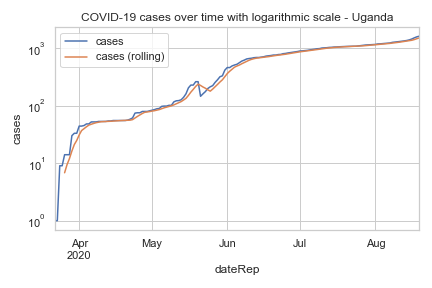 COVID-19 cases over time with logarithmic scale - Uganda
cases
cases (rolling)
10³
10²
10¹
10⁰
cases
Apr
2020
May
Jun
Jul
Aug
dateRep